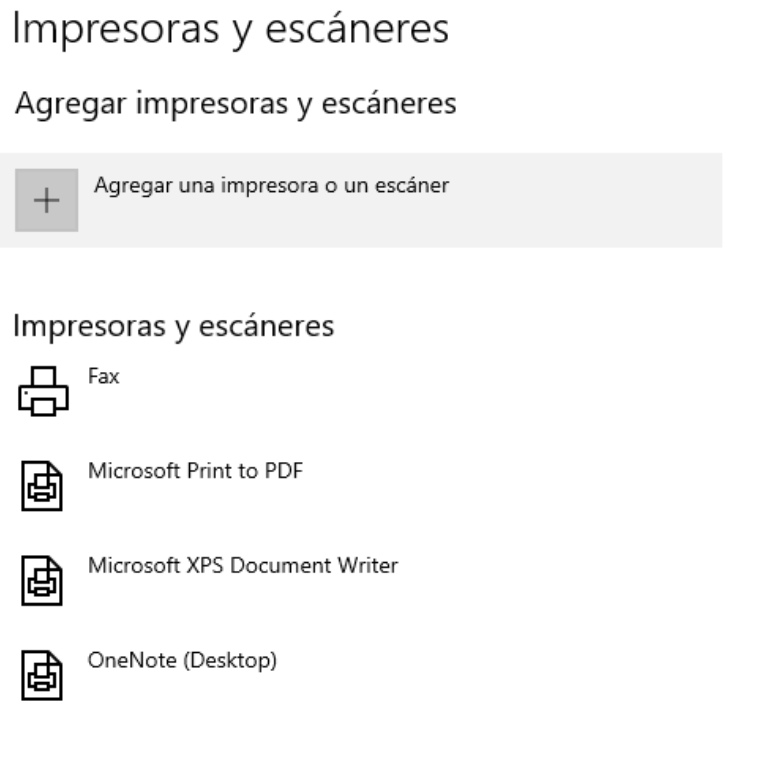 Impresoras y escáneres
Agregar impresoras y escáneres
Agregar una impresora o un escáner
Impresoras y escáneres
Fax
Microsoft Print to PDF
Microsoft XPS Document Writer
OneNote (Desktop)